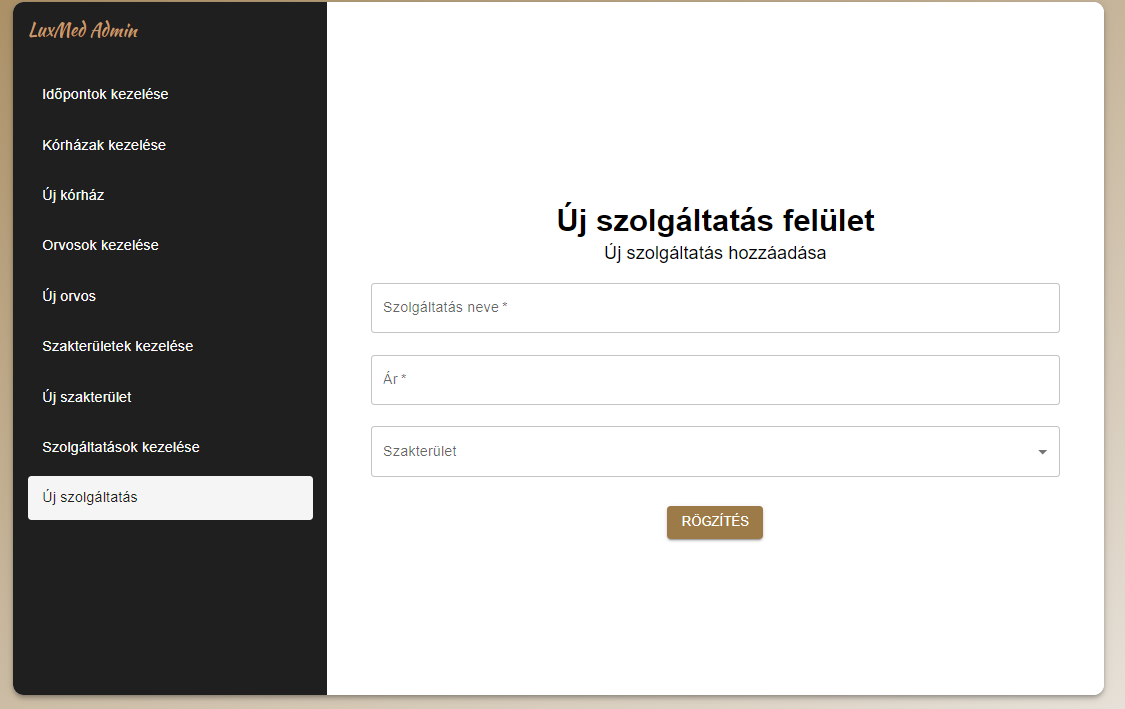 LuxMed Admin
Időpontok kezelése
Kórházak kezelése
Új kórház
Orvosok kezelése
Új orvos
Szakterületek kezelése
Új szakterület
Szolgáltatások kezelése
Új szolgáltatás
Új szolgáltatás felület
Új szolgáltatás hozzáadása
Szolgáltatás neve *
Ár *
Szakterület
RÖGZÍTÉS